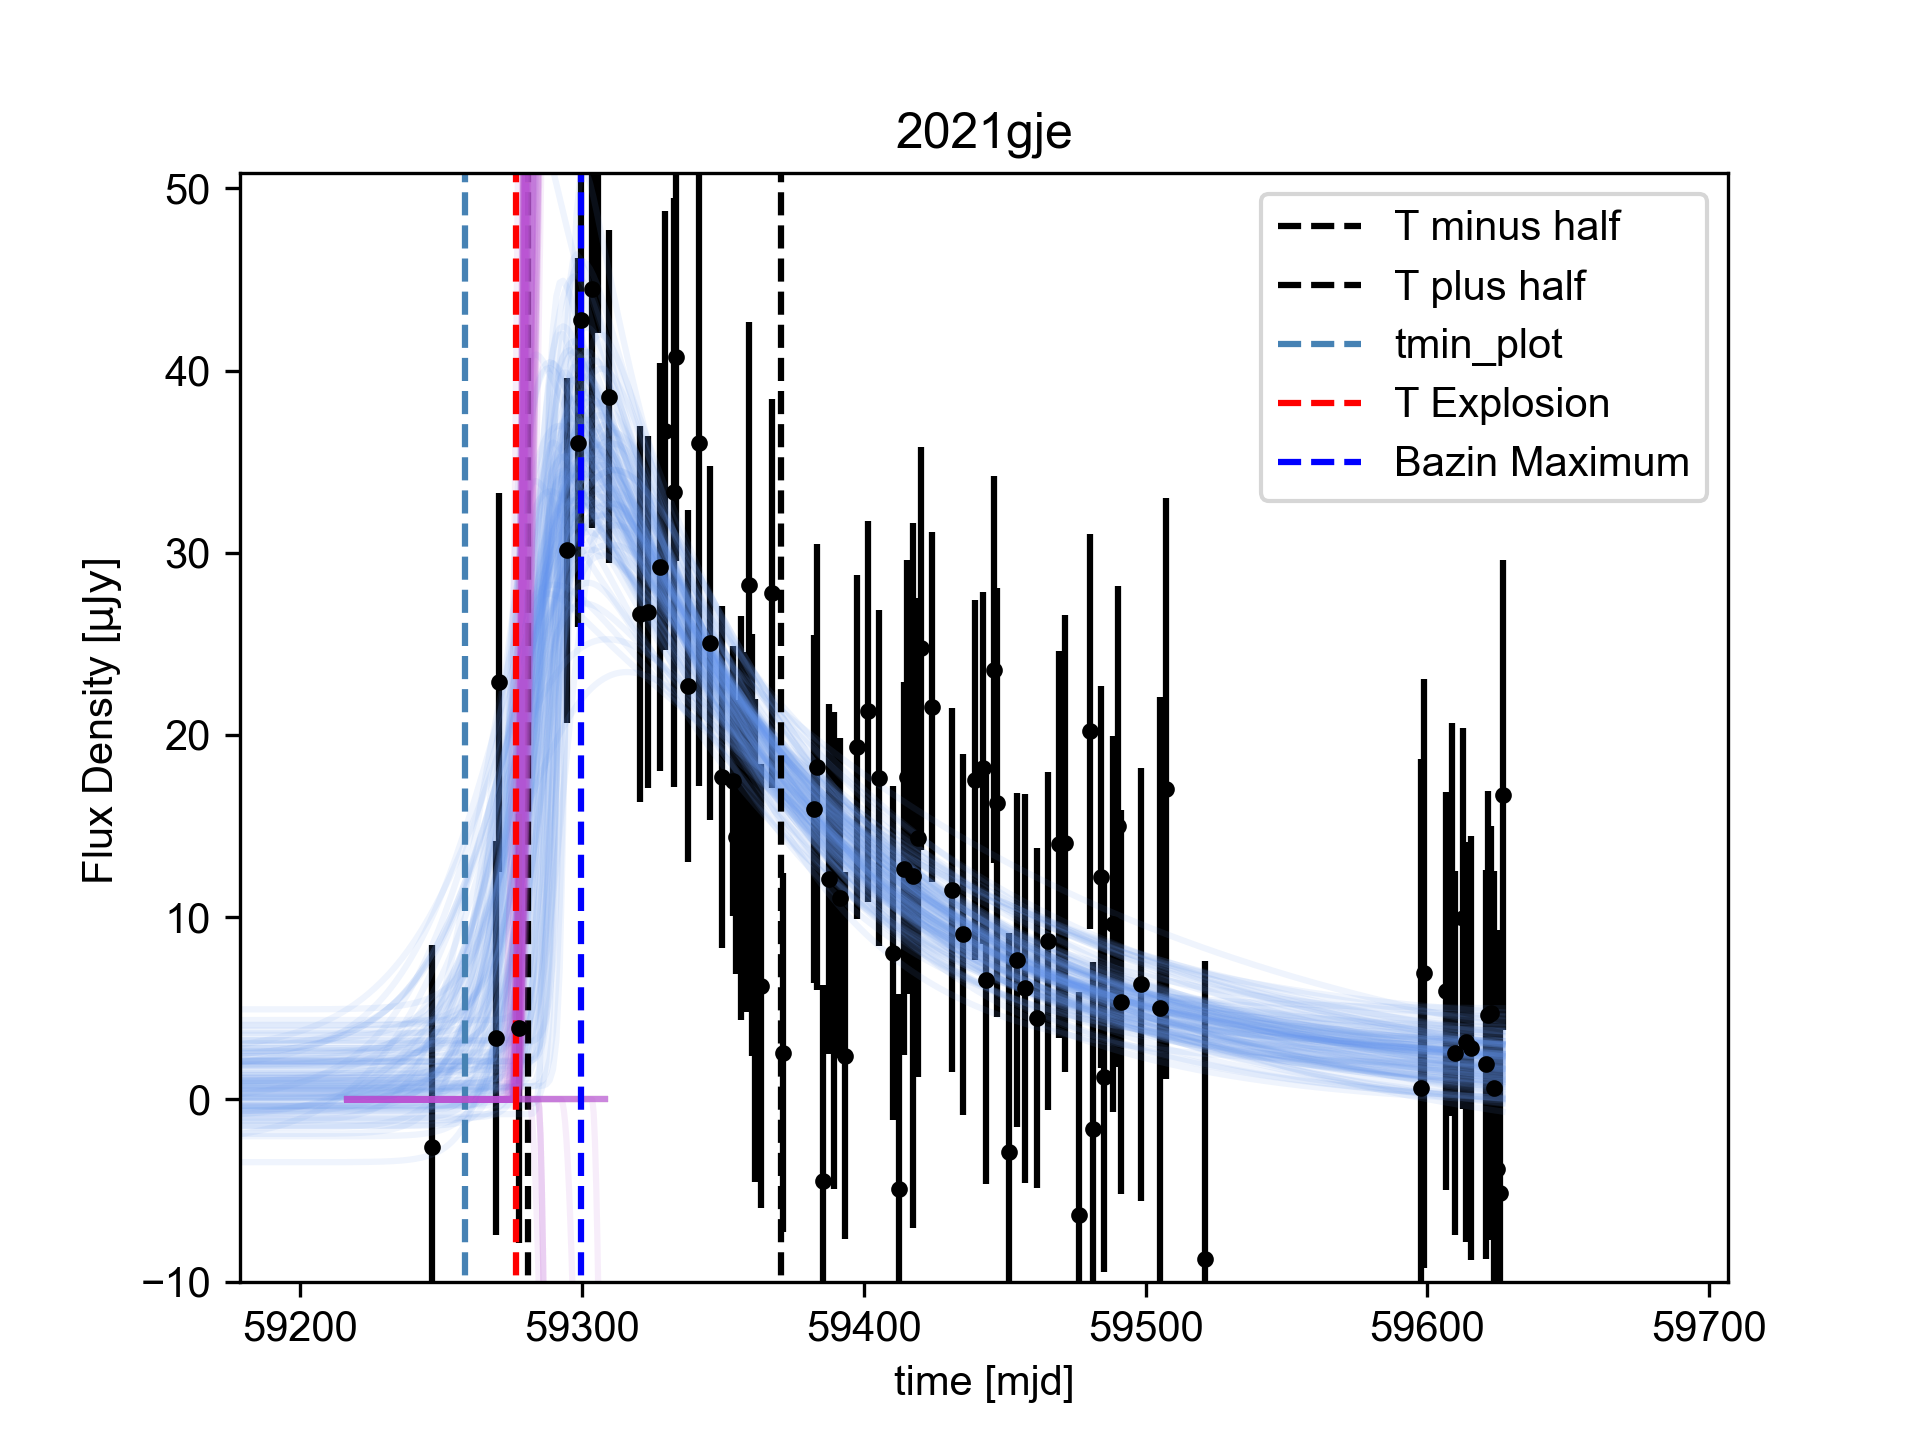 2021gje
50
40
30
20
10
0
−10
Flux Density [µJy]
T minus half
T plus half
tmin_plot
T Explosion
Bazin Maximum
59200 59300 59400 59500 59600 59700
time [mjd]